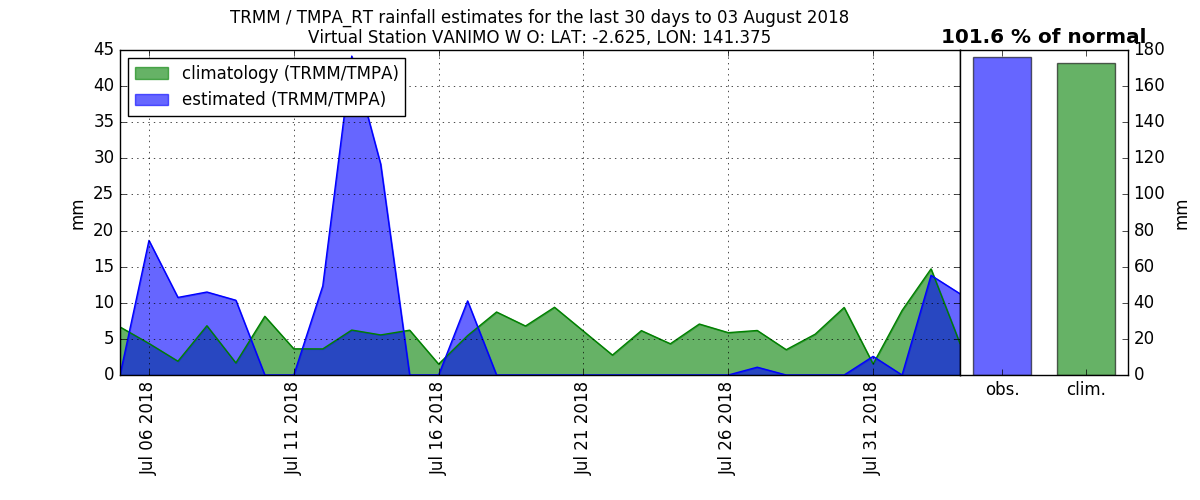 TRMM / TMPA_RT rainfall estimates for the last 30 days to 03 August 2018
Virtual Station VANIMO W O: LAT: -2.625, LON: 141.375
101.6 % of normal
climatology (TRMM/TMPA)
estimated (TRMM/TMPA)
mm
45
40
35
30
25
20
15
10
5
0
Jul 06 2018
Jul 11 2018
Jul 16 2018
Jul 21 2018
Jul 26 2018
Jul 31 2018
obs.
clim.
180
160
140
120
100
80
60
40
20
0
mm